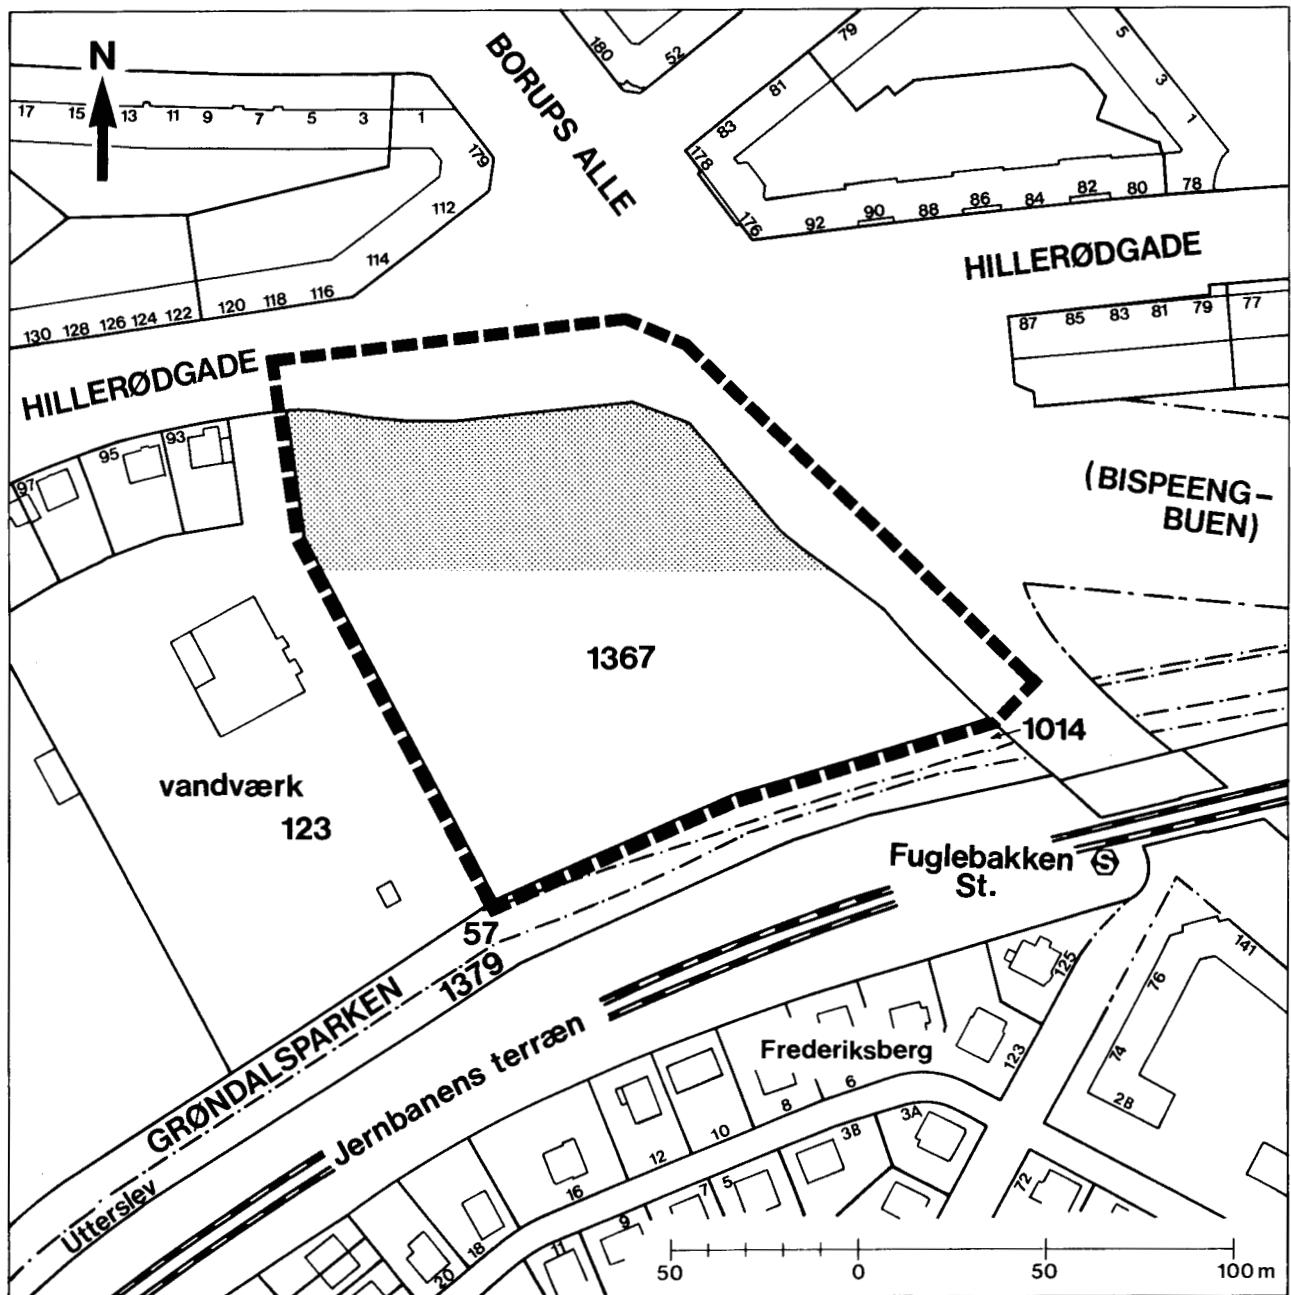 N
BORUPS ALLE
180
52
79
81
83
178
176
5
3
1
17 15 13 11 9 7 5 3 1
179
112
114
116
118
120
122
124
126
128
130
92 90 88 86 84 82 80 78
HILLERØDGADE
87 85 83 81 79 77
HILLERØDGADE
97
95
93
(BISPEENG-
BUEN)
1367
1014
vandværk
123
Fuglebakken
St.
S
57
1379
GRØNDALSPARKEN
Jernbanens terræn
Utterslev
Frederiksberg
125
123
141
76
74
2B
72
6
8
10
12
16
18
20
3A
3B
5
7
9
11
50 0 50 100 m